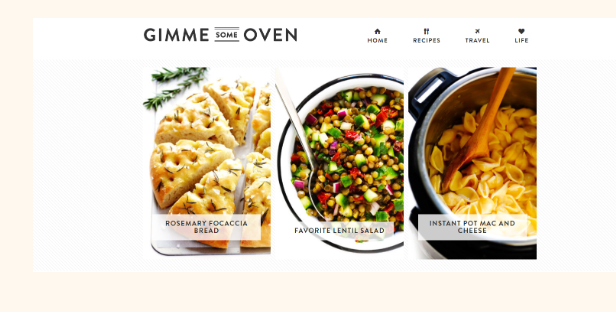 GIMME SOME OVEN
HOME
RECIPES
TRAVEL
LIFE
ROSEMARY FOCACCIA
BREAD
FAVORITE LENTIL SALAD
INSTANT POT MAC AND
CHEESE